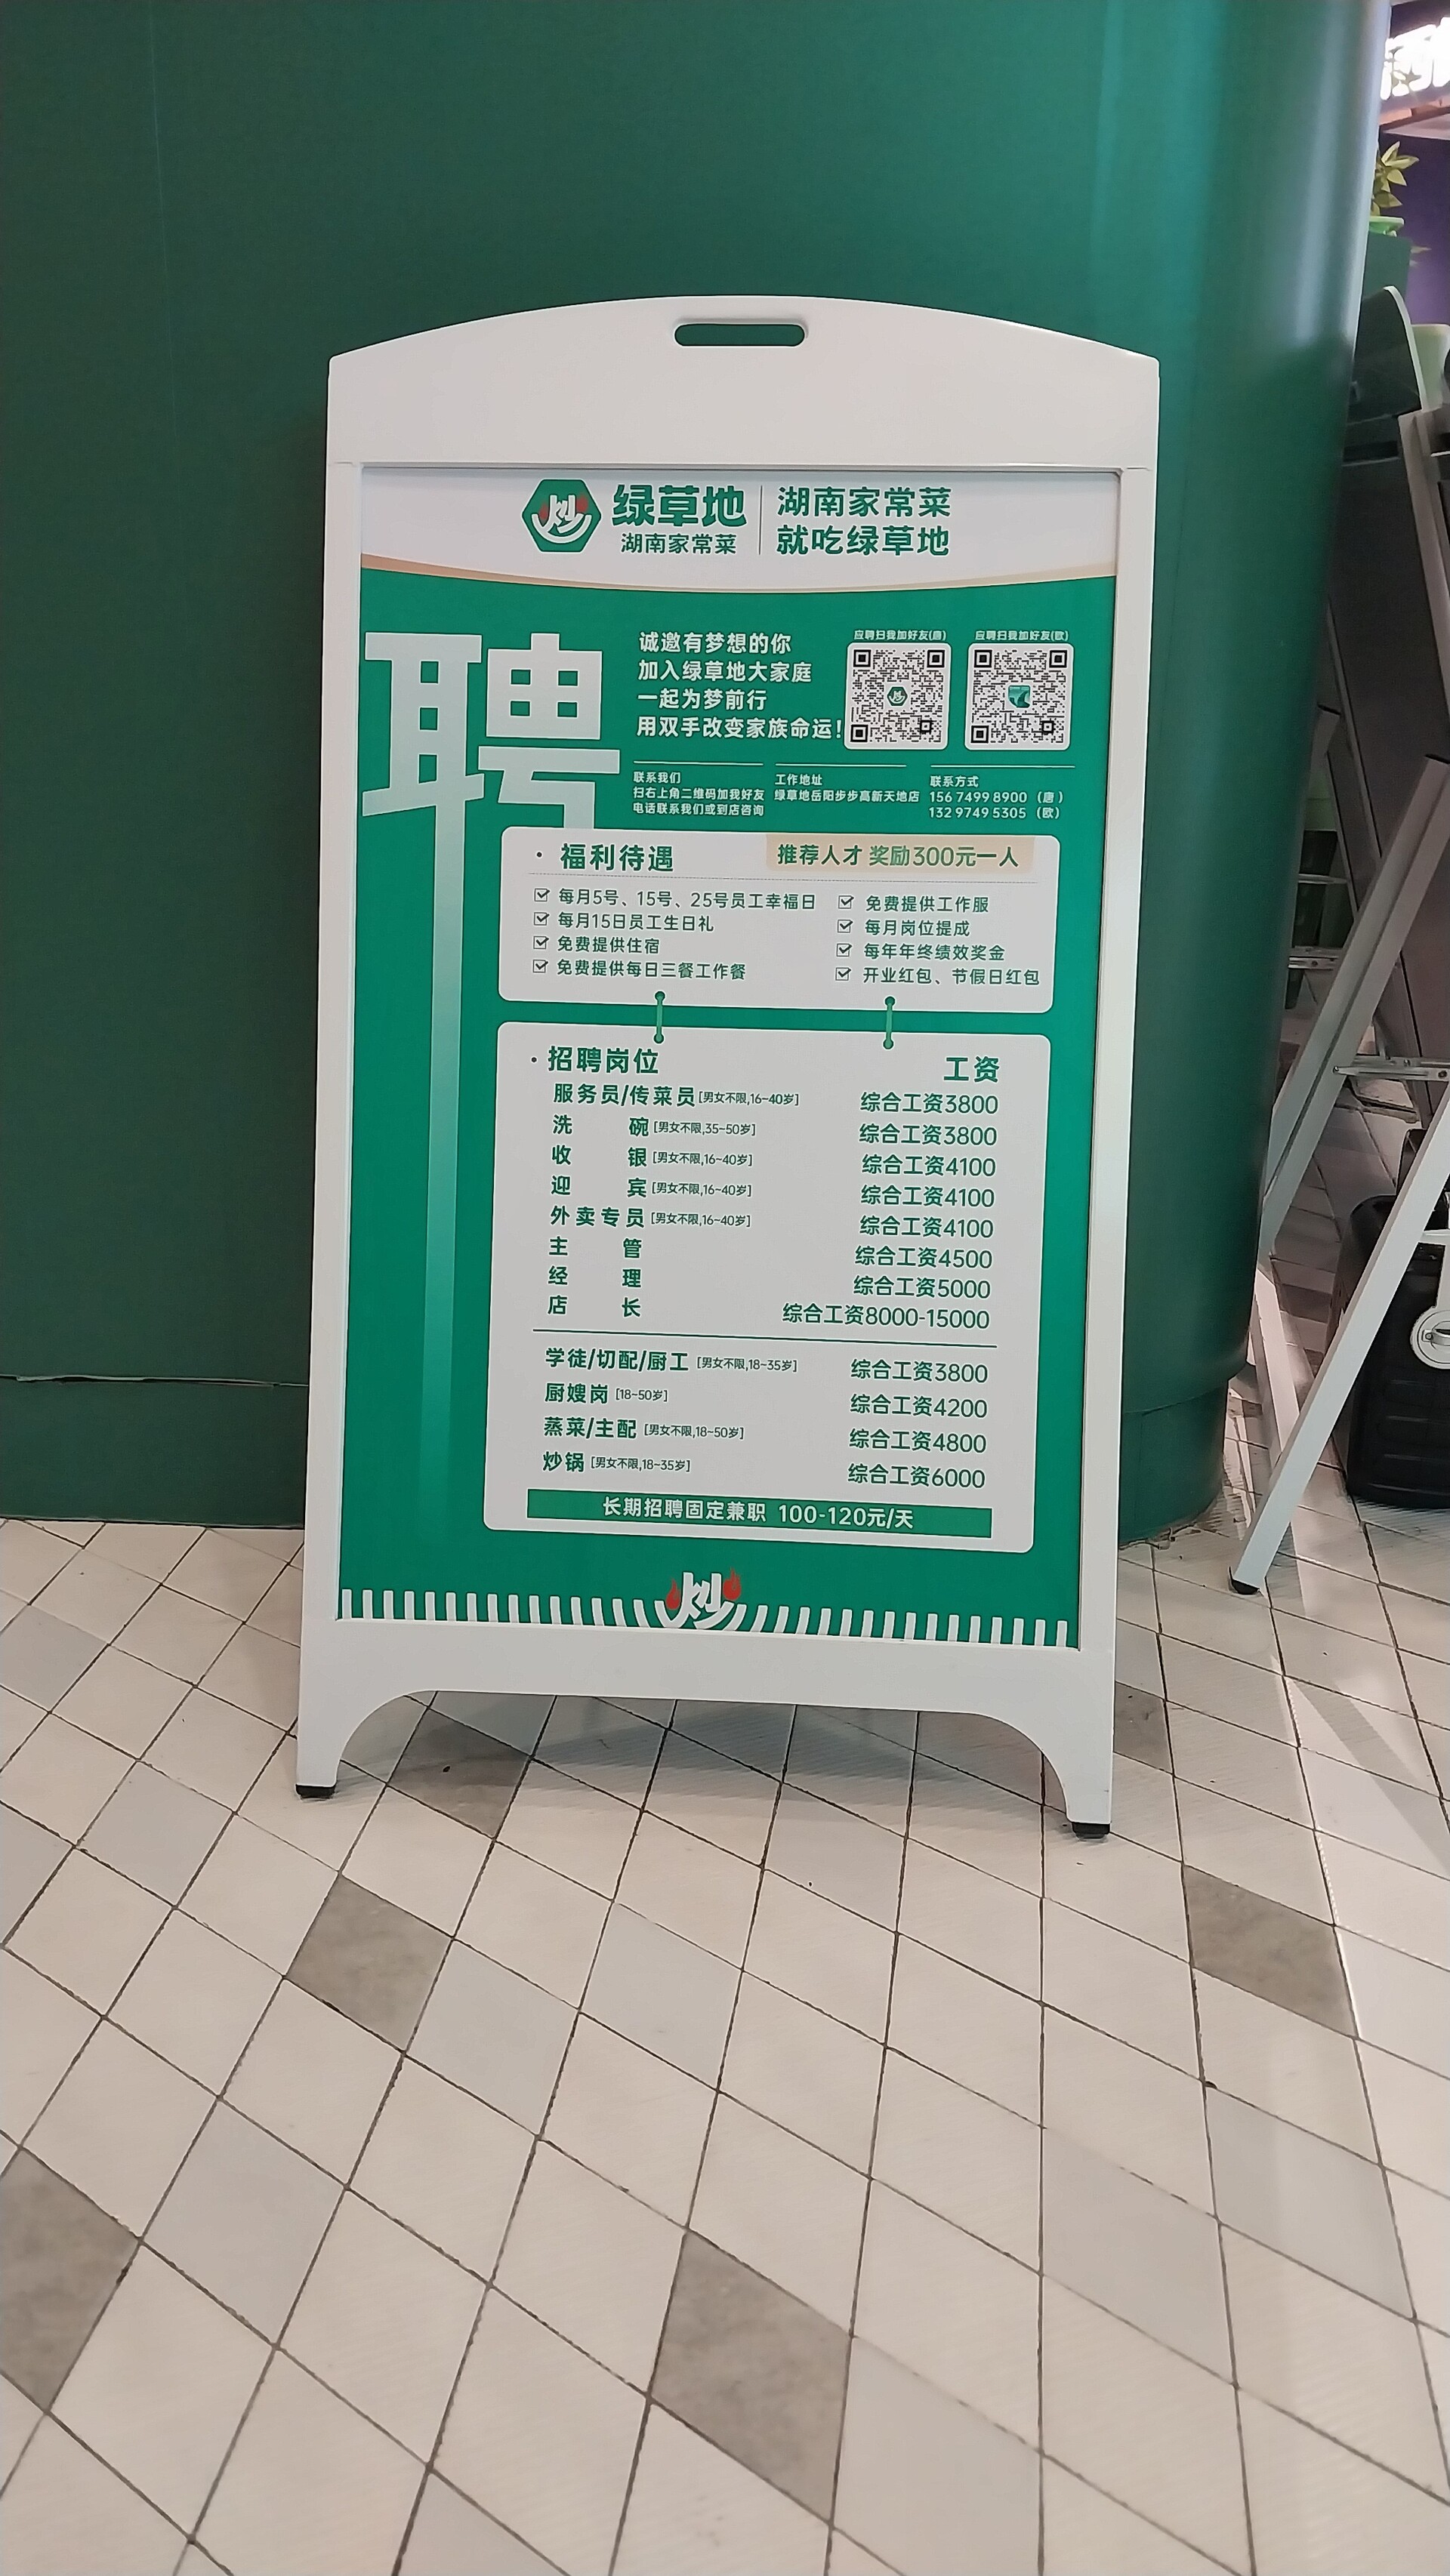 炒
绿草地
湖南家常菜
湖南家常菜
就吃绿草地
聘
诚邀有梦想的你
加入绿草地大家庭
一起为梦前行
用双手改变家族命运!
应聘扫我加好友(唐)
应聘扫我加好友(欧)
联系我们
扫右上角二维码加我好友
电话联系我们或到店咨询
工作地址
绿草地岳阳步步高新天地店
联系方式
156 7499 8900（唐）
132 9749 5305（欧）
· 福利待遇
推荐人才 奖励300元一人
每月5号、15号、25号员工幸福日
每月15日员工生日礼
免费提供住宿
免费提供每日三餐工作餐
免费提供工作服
每月岗位提成
每年年终绩效奖金
开业红包、节假日红包
· 招聘岗位 工资
服务员/传菜员[男女不限,16~40岁] 综合工资3800
洗碗[男女不限,35~50岁] 综合工资3800
收银[男女不限,16~40岁] 综合工资4100
迎宾[男女不限,16~40岁] 综合工资4100
外卖专员[男女不限,16~40岁] 综合工资4100
主管 综合工资4500
经理 综合工资5000
店长 综合工资8000-15000
学徒/切配/厨工 [男女不限,18~35岁] 综合工资3800
厨嫂岗 [18~50岁] 综合工资4200
蒸菜/主配 [男女不限,18~50岁] 综合工资4800
炒锅 [男女不限,18~35岁] 综合工资6000
长期招聘固定兼职 100-120元/天
炒